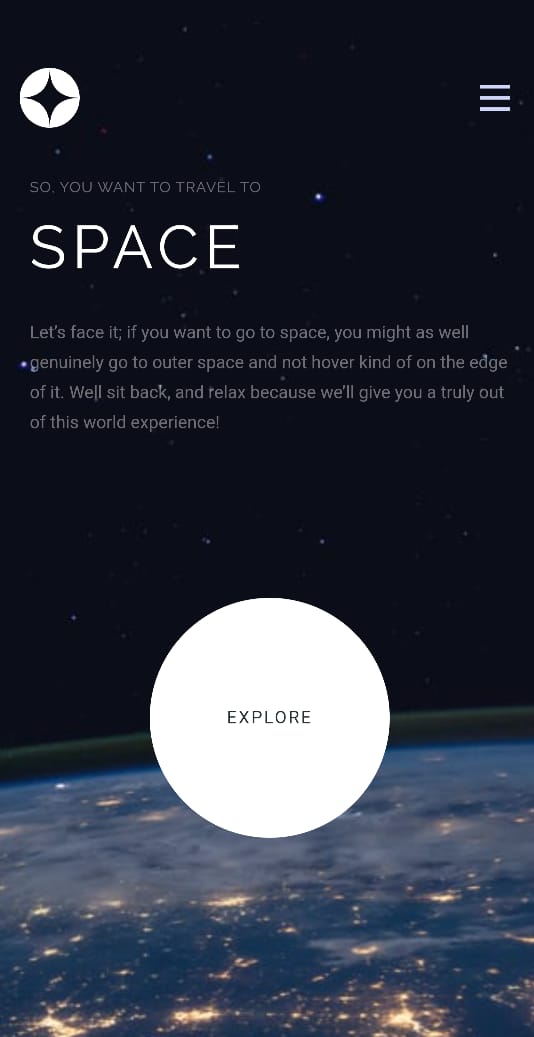 SO, YOU WANT TO TRAVEL TO
SPACE
Let’s face it; if you want to go to space, you might as well
genuinely go to outer space and not hover kind of on the edge
of it. Well sit back, and relax because we’ll give you a truly out
of this world experience!
EXPLORE